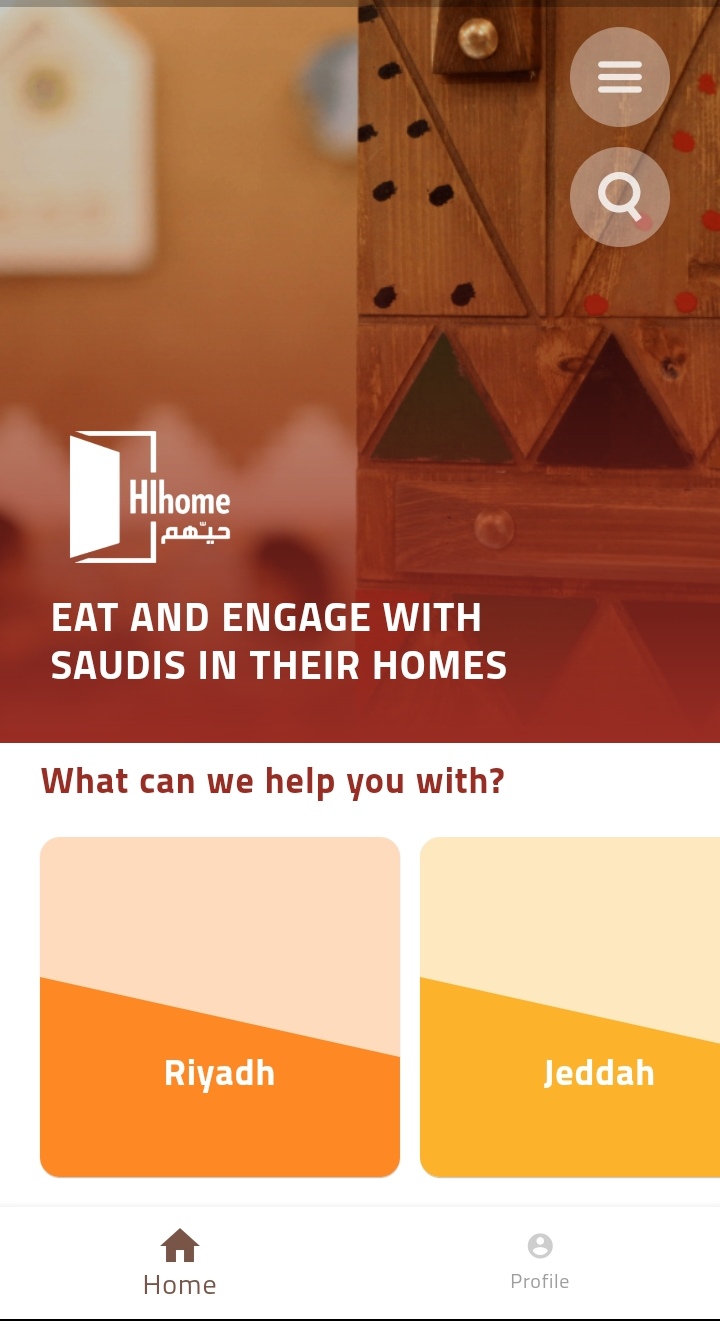 HIhome
حيّهم
EAT AND ENGAGE WITH
SAUDIS IN THEIR HOMES
What can we help you with?
Riyadh
Jeddah
Home
Profile